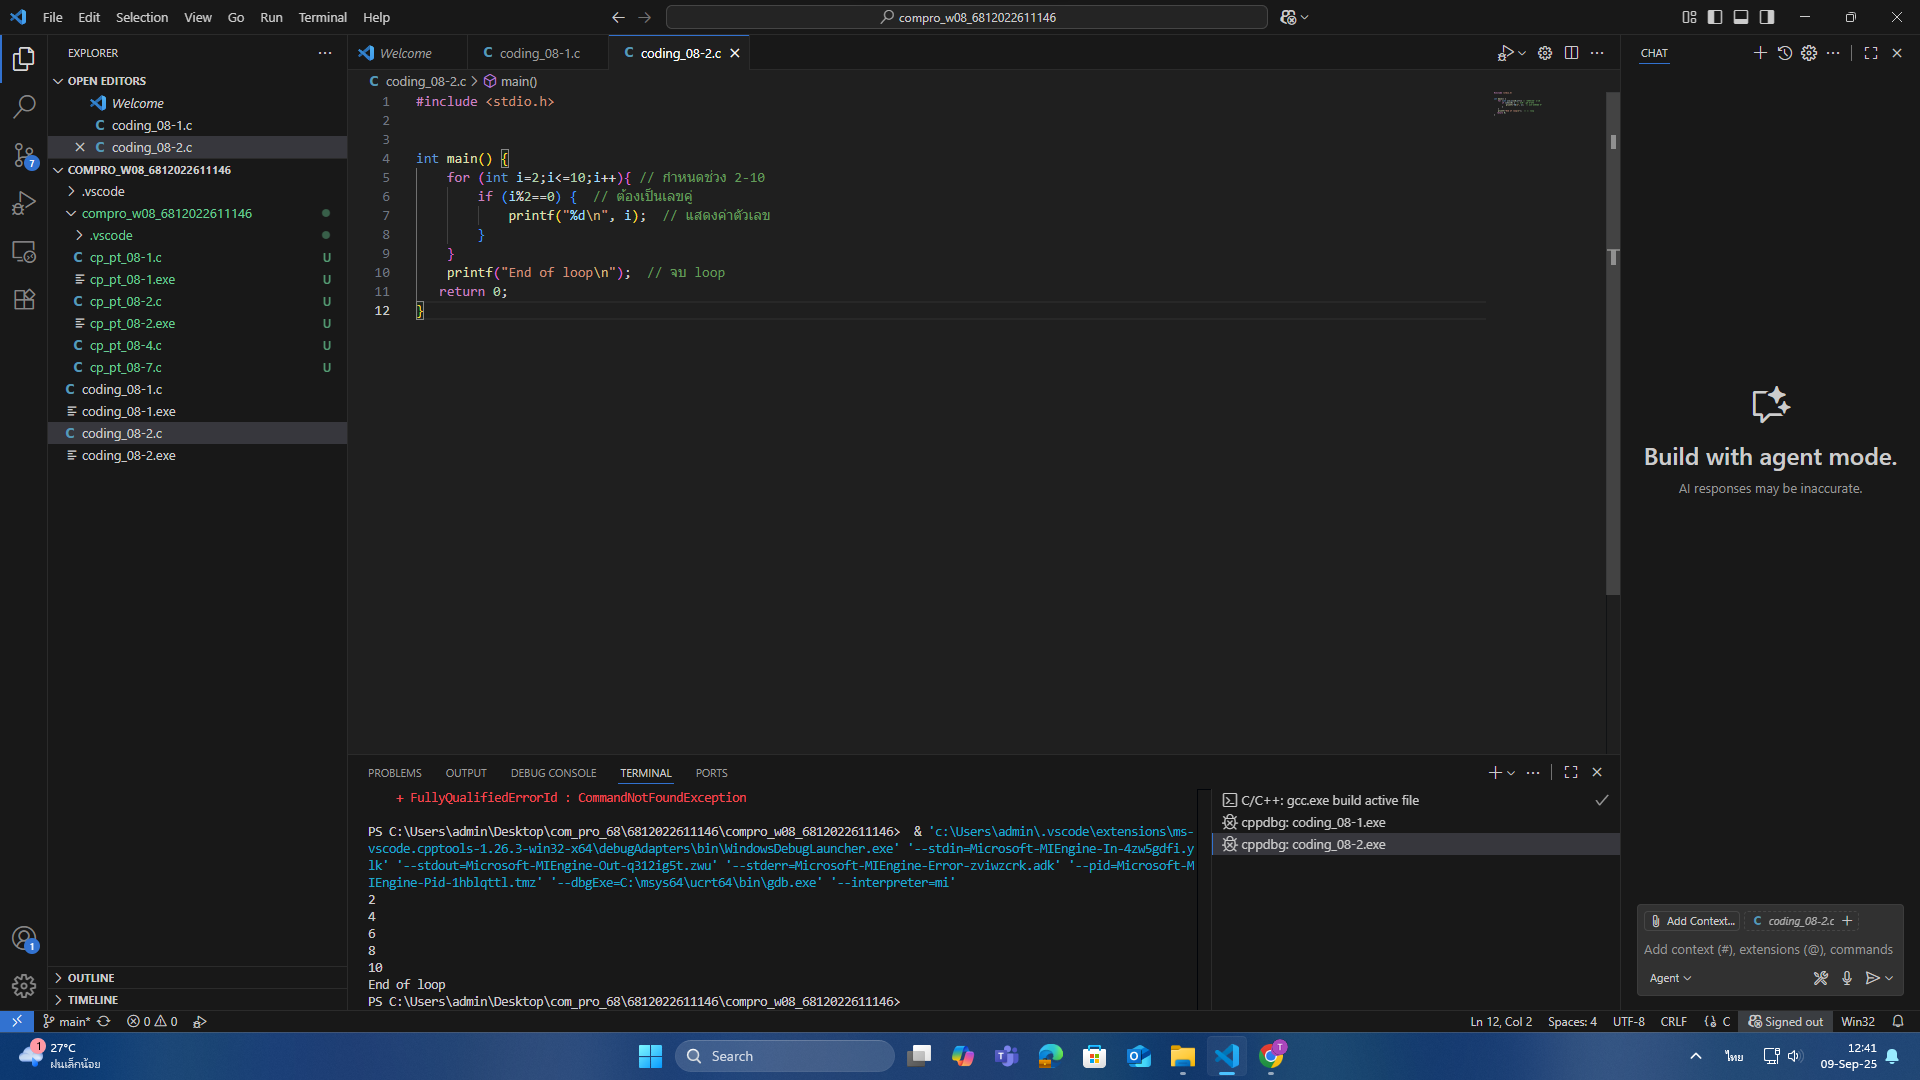 File Edit Selection View Go Run Terminal Help
compro_w08_6812022611146
EXPLORER
OPEN EDITORS
Welcome
coding_08-1.c
coding_08-2.c
COMPRO_W08_6812022611146
.vscode
compro_w08_6812022611146
.vscode
cp_pt_08-1.c U
cp_pt_08-1.exe U
cp_pt_08-2.c U
cp_pt_08-2.exe U
cp_pt_08-4.c U
cp_pt_08-7.c U
coding_08-1.c
coding_08-1.exe
coding_08-2.c
coding_08-2.exe
OUTLINE
TIMELINE
Welcome C coding_08-1.c C coding_08-2.c
C coding_08-2.c > main()
1 #include <stdio.h>
2
3
4 int main() {
5 for (int i=2;i<=10;i++){ // กำหนดช่วง 2-10
6 if (i%2==0) { // ต้องเป็นเลขคู่
7 printf("%d\n", i); // แสดงค่าตัวเลข
8 }
9 }
10 printf("End of loop\n"); // จบ loop
11 return 0;
12 }
PROBLEMS OUTPUT DEBUG CONSOLE TERMINAL PORTS
+ FullyQualifiedErrorId : CommandNotFoundException
PS C:\Users\admin\Desktop\com_pro_68\6812022611146\compro_w08_6812022611146> & 'c:\Users\admin\.vscode\extensions\ms-
vscode.cpptools-1.26.3-win32-x64\debugAdapters\bin\WindowsDebugLauncher.exe' '--stdin=Microsoft-MIEngine-In-4zw5gdfi.y
lk' '--stdout=Microsoft-MIEngine-Out-q312ig5t.zwu' '--stderr=Microsoft-MIEngine-Error-zviwzcrk.adk' '--pid=Microsoft-M
IEngine-Pid-1hblqttl.tmz' '--dbgExe=C:\msys64\ucrt64\bin\gdb.exe' '--interpreter=mi'
2
4
6
8
10
End of loop
PS C:\Users\admin\Desktop\com_pro_68\6812022611146\compro_w08_6812022611146>
C/C++: gcc.exe build active file
cppdbg: coding_08-1.exe
cppdbg: coding_08-2.exe
CHAT
Build with agent mode.
AI responses may be inaccurate.
Add Context... C coding_08-2.c
Add context (#), extensions (@), commands
Agent
7
1
main* 0 0
Ln 12, Col 2 Spaces: 4 UTF-8 CRLF {} C Signed out Win32
1
27°C
ฝนเล็กน้อย
Search
T
ไทย
12:41
09-Sep-25